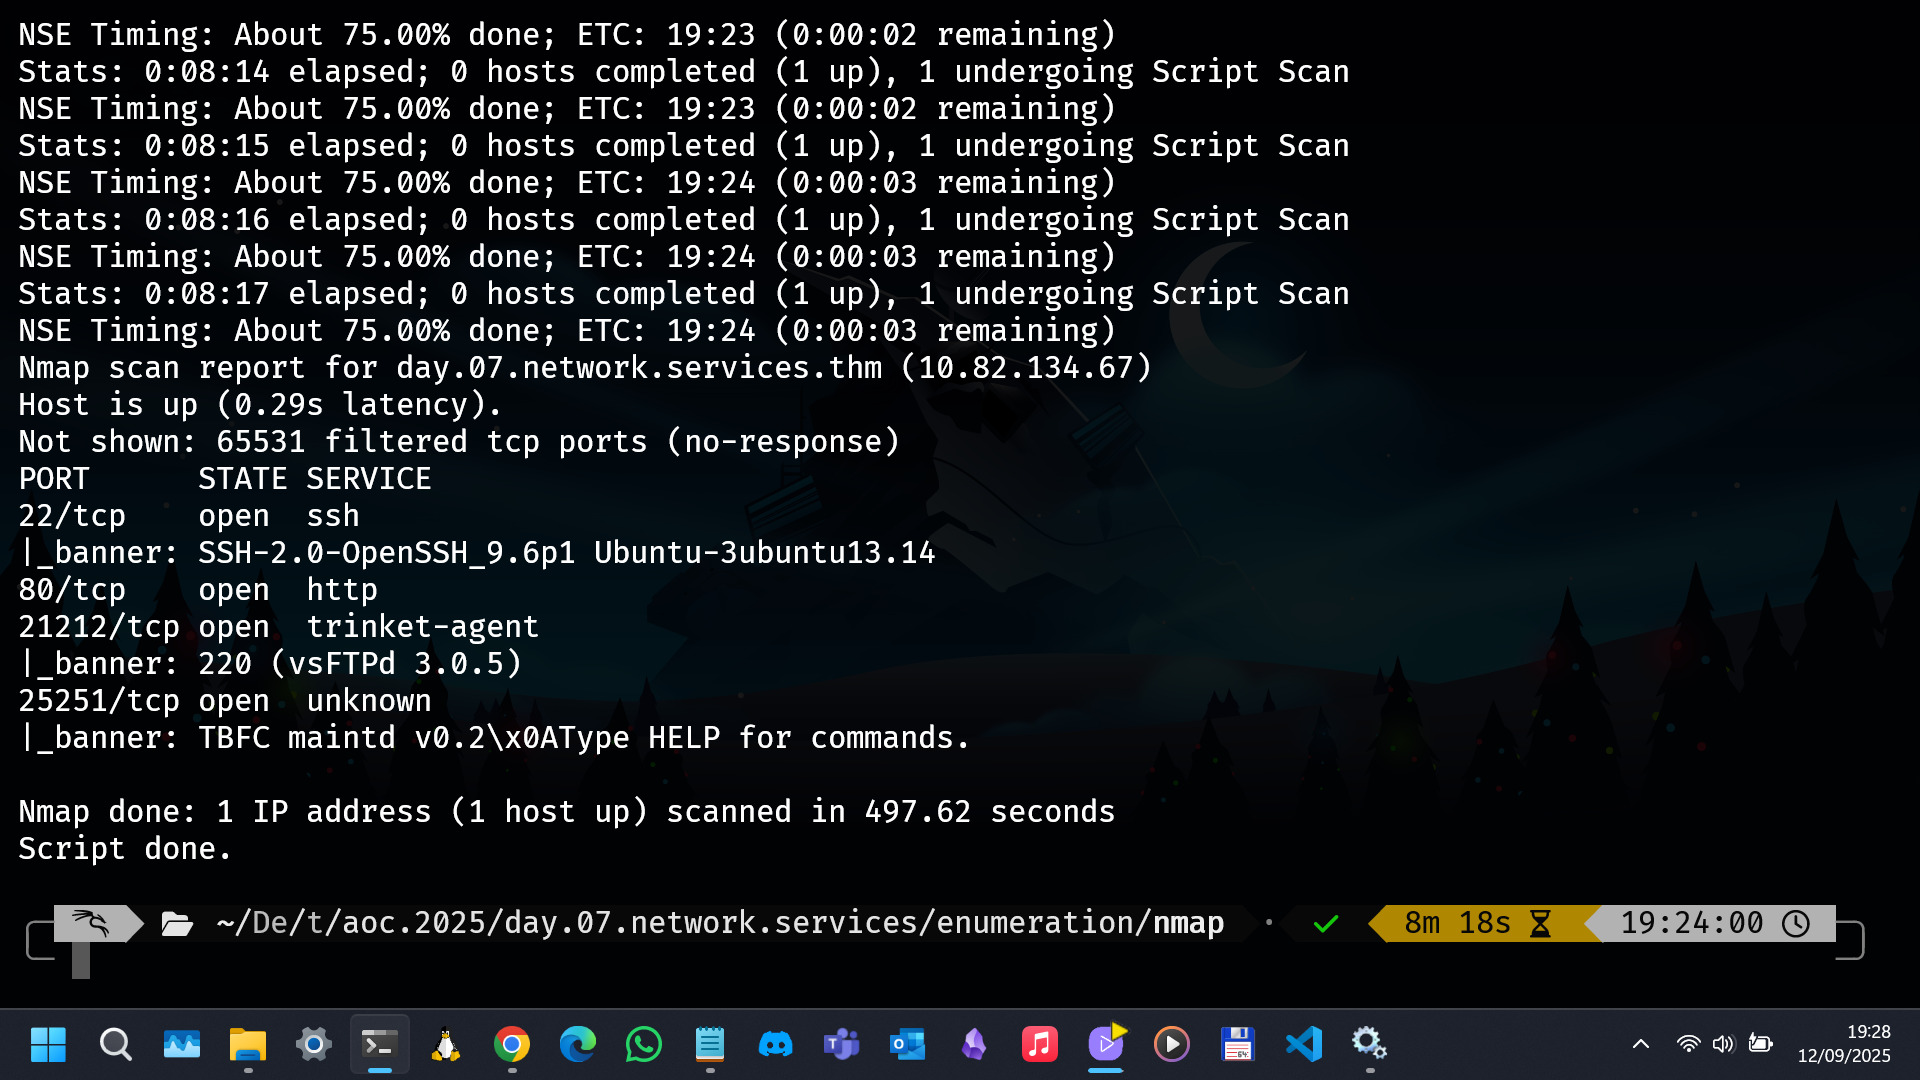 NSE Timing: About 75.00% done; ETC: 19:23 (0:00:02 remaining)
Stats: 0:08:14 elapsed; 0 hosts completed (1 up), 1 undergoing Script Scan
NSE Timing: About 75.00% done; ETC: 19:23 (0:00:02 remaining)
Stats: 0:08:15 elapsed; 0 hosts completed (1 up), 1 undergoing Script Scan
NSE Timing: About 75.00% done; ETC: 19:24 (0:00:03 remaining)
Stats: 0:08:16 elapsed; 0 hosts completed (1 up), 1 undergoing Script Scan
NSE Timing: About 75.00% done; ETC: 19:24 (0:00:03 remaining)
Stats: 0:08:17 elapsed; 0 hosts completed (1 up), 1 undergoing Script Scan
NSE Timing: About 75.00% done; ETC: 19:24 (0:00:03 remaining)
Nmap scan report for day.07.network.services.thm (10.82.134.67)
Host is up (0.29s latency).
Not shown: 65531 filtered tcp ports (no-response)
PORT      STATE SERVICE
22/tcp    open  ssh
|_banner: SSH-2.0-OpenSSH_9.6p1 Ubuntu-3ubuntu13.14
80/tcp    open  http
21212/tcp open  trinket-agent
|_banner: 220 (vsFTPd 3.0.5)
25251/tcp open  unknown
|_banner: TBFC maintd v0.2\x0AType HELP for commands.
Nmap done: 1 IP address (1 host up) scanned in 497.62 seconds
Script done.
~/De/t/aoc.2025/day.07.network.services/enumeration/nmap · ✓ 8m 18s 19:24:00
19:28
12/09/2025